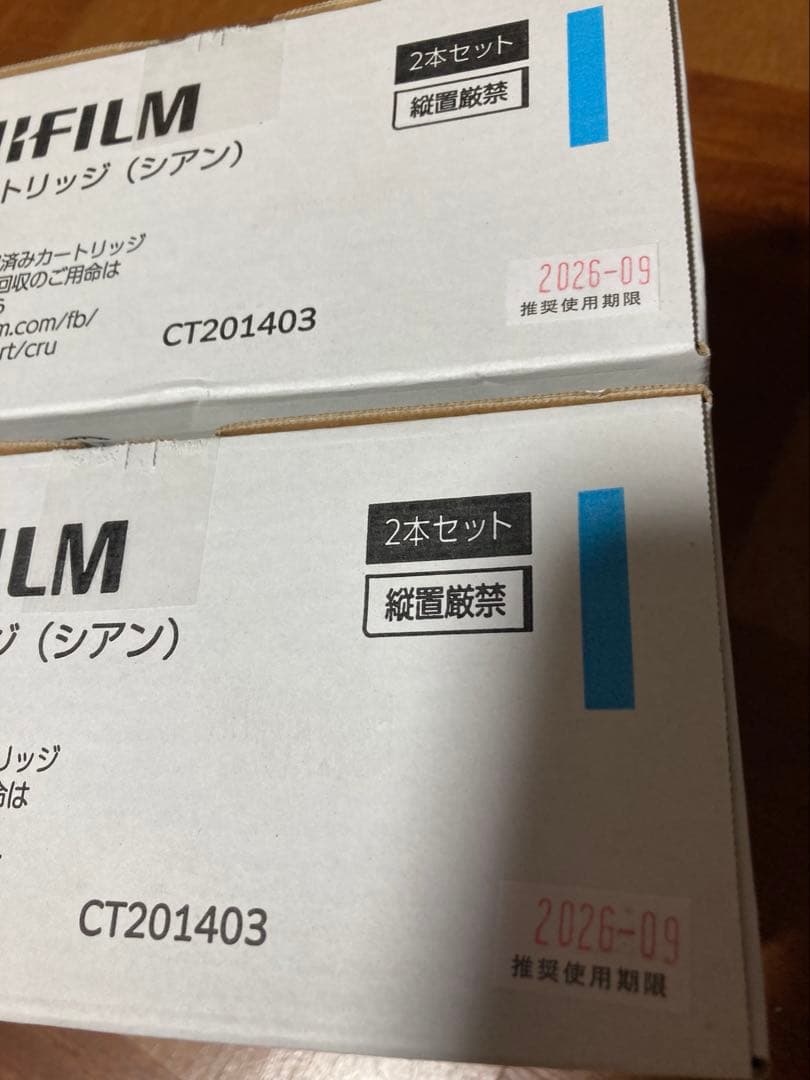 2本セット
縦置厳禁
IFILM
トリッジ（シアン）
済みカートリッジ
回収のご用命は
m.com/fb/
rt/cru
CT201403
2026-09
推奨使用期限
2本セット
縦置厳禁
ILM
ジ（シアン）
リッジ
命は
CT201403
2026-09
推奨使用期限